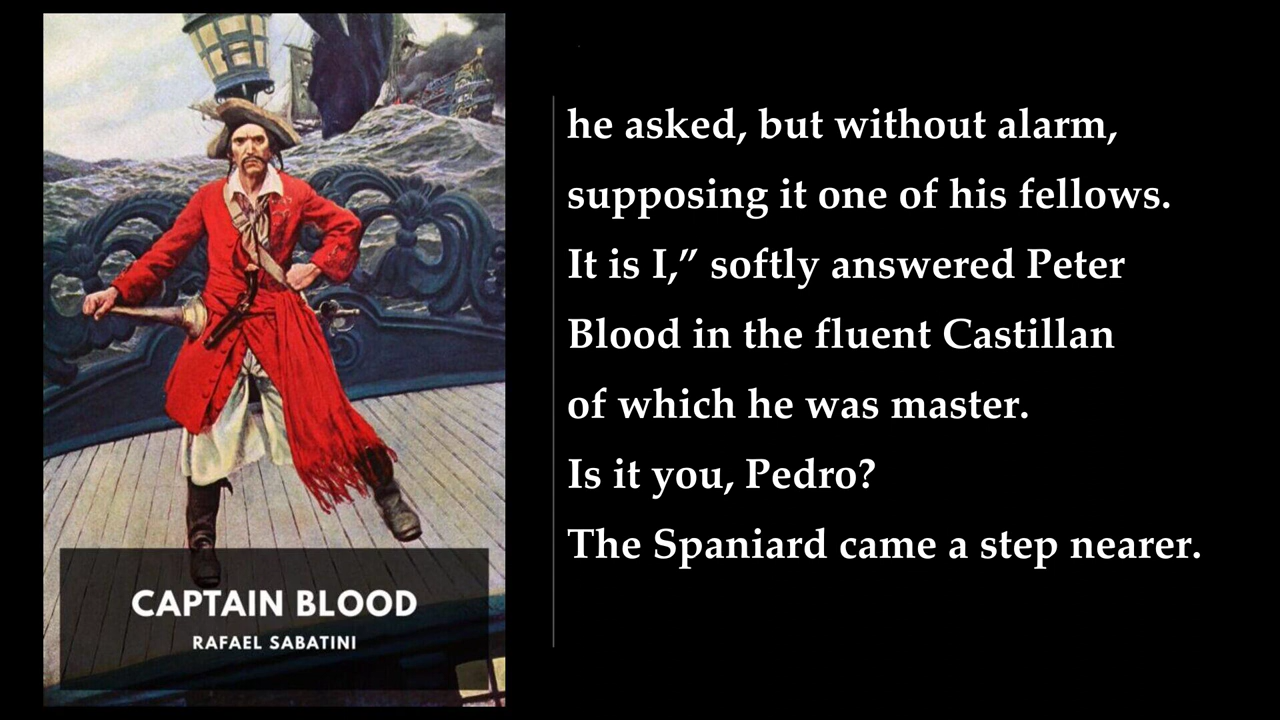 CAPTAIN BLOOD
RAFAEL SABATINI
he asked, but without alarm,
supposing it one of his fellows.
It is I,” softly answered Peter
Blood in the fluent Castillan
of which he was master.
Is it you, Pedro?
The Spaniard came a step nearer.